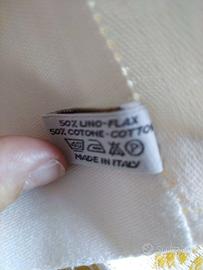 50% LINO-FLAX
50% COTONE-COTTON
MADE IN ITALY